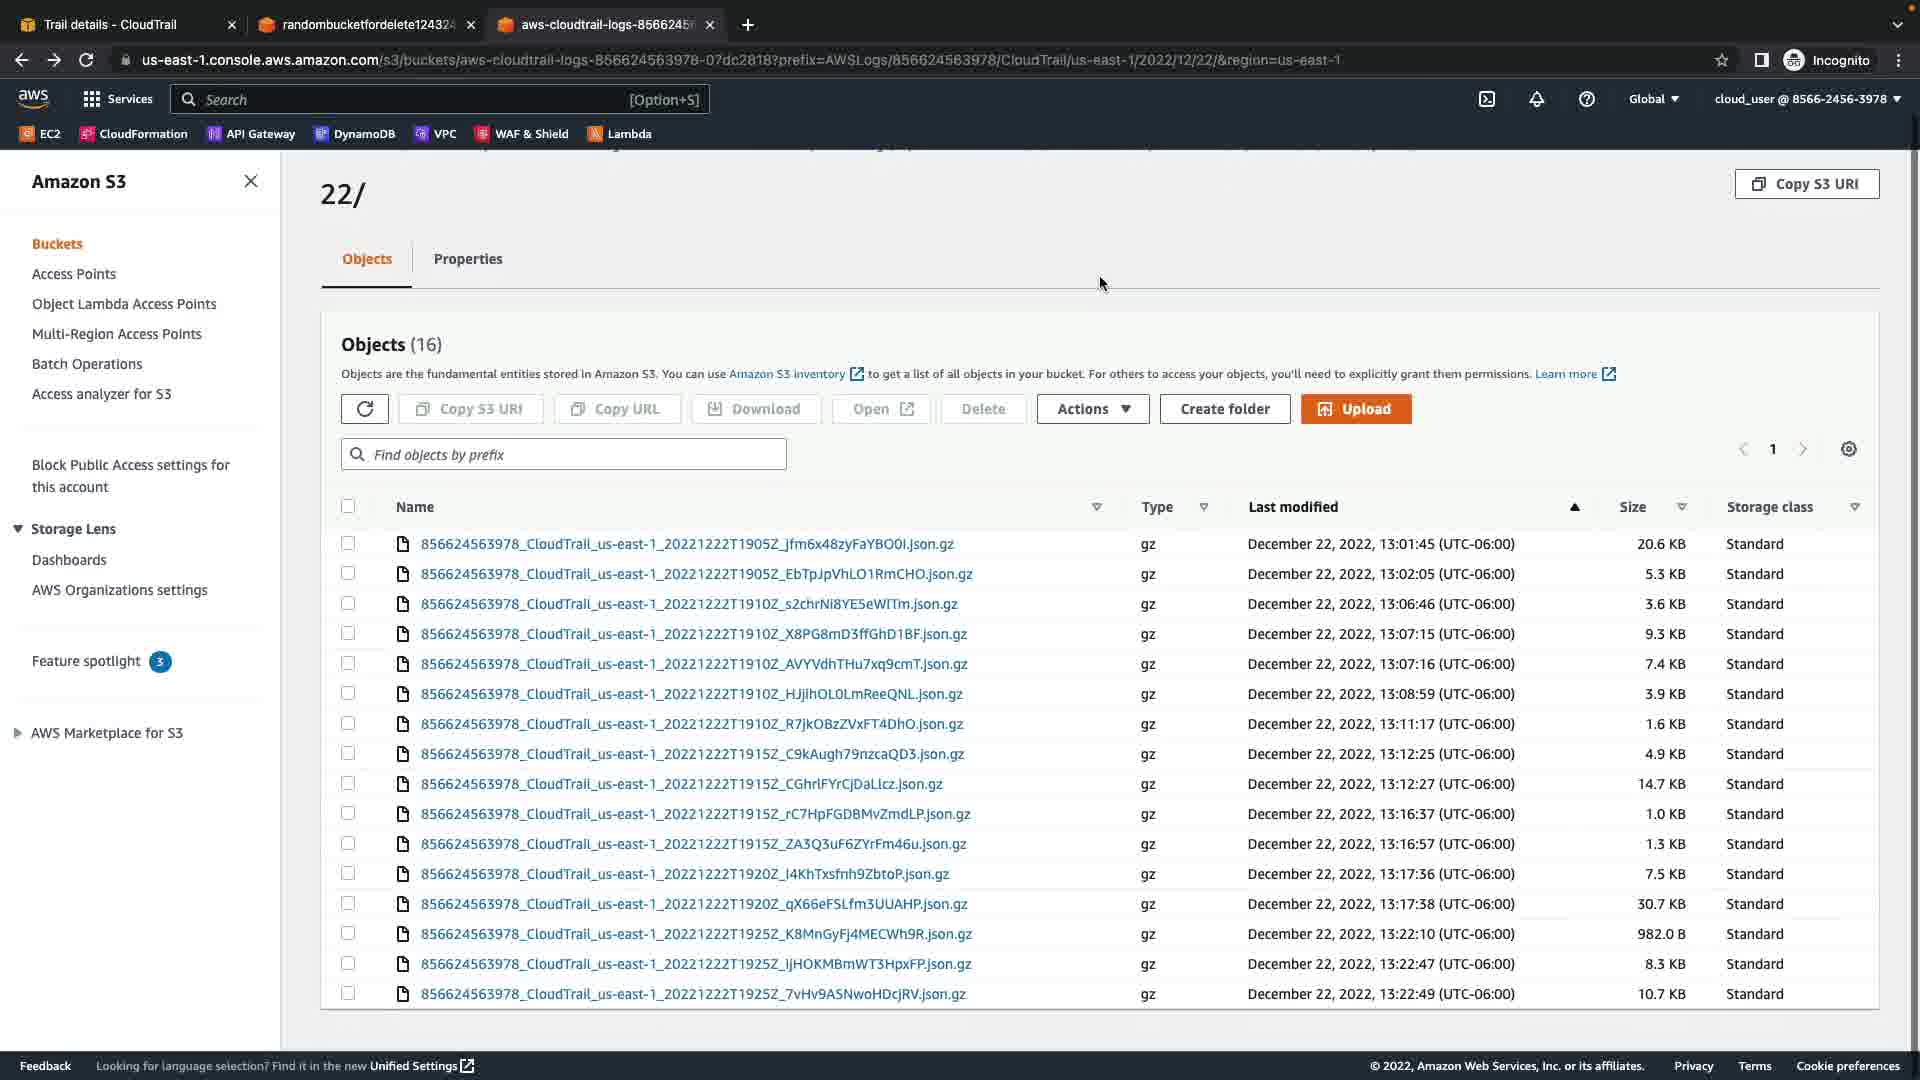 Trail details - CloudTrail
randombucketfordelete12432
aws-cloudtrail-logs-8566245
us-east-1.console.aws.amazon.com/s3/buckets/aws-cloudtrail-logs-856624563978-07dc2818?prefix=AWSLogs/856624563978/CloudTrail/us-east-1/2022/12/22/&region=us-east-1
Incognito
aws
Services
Search
[Option+S]
Global
cloud_user @ 8566-2456-3978
EC2
CloudFormation
API Gateway
DynamoDB
VPC
WAF & Shield
Lambda
Amazon S3
Buckets
Access Points
Object Lambda Access Points
Multi-Region Access Points
Batch Operations
Access analyzer for S3
Block Public Access settings for
this account
Storage Lens
Dashboards
AWS Organizations settings
Feature spotlight 3
AWS Marketplace for S3
22/
Copy S3 URI
Objects
Properties
Objects (16)
Objects are the fundamental entities stored in Amazon S3. You can use Amazon S3 inventory to get a list of all objects in your bucket. For others to access your objects, you'll need to explicitly grant them permissions. Learn more
Copy S3 URI
Copy URL
Download
Open
Delete
Actions
Create folder
Upload
Find objects by prefix
1
Name Type Last modified Size Storage class
856624563978_CloudTrail_us-east-1_20221222T1905Z_jfm6x48zyFaYBO0I.json.gz gz December 22, 2022, 13:01:45 (UTC-06:00) 20.6 KB Standard
856624563978_CloudTrail_us-east-1_20221222T1905Z_EbTpJpVhLO1RmCHO.json.gz gz December 22, 2022, 13:02:05 (UTC-06:00) 5.3 KB Standard
856624563978_CloudTrail_us-east-1_20221222T1910Z_s2chrNi8YE5eWITm.json.gz gz December 22, 2022, 13:06:46 (UTC-06:00) 3.6 KB Standard
856624563978_CloudTrail_us-east-1_20221222T1910Z_X8PG8mD3ffGhD1BF.json.gz gz December 22, 2022, 13:07:15 (UTC-06:00) 9.3 KB Standard
856624563978_CloudTrail_us-east-1_20221222T1910Z_AVYVdhTHu7xq9cmT.json.gz gz December 22, 2022, 13:07:16 (UTC-06:00) 7.4 KB Standard
856624563978_CloudTrail_us-east-1_20221222T1910Z_HJjihOL0LmReeQNL.json.gz gz December 22, 2022, 13:08:59 (UTC-06:00) 3.9 KB Standard
856624563978_CloudTrail_us-east-1_20221222T1910Z_R7jkOBzZVxFT4DhO.json.gz gz December 22, 2022, 13:11:17 (UTC-06:00) 1.6 KB Standard
856624563978_CloudTrail_us-east-1_20221222T1915Z_C9kAugh79nzcaQD3.json.gz gz December 22, 2022, 13:12:25 (UTC-06:00) 4.9 KB Standard
856624563978_CloudTrail_us-east-1_20221222T1915Z_CGhrlFYrCjDaLlcz.json.gz gz December 22, 2022, 13:12:27 (UTC-06:00) 14.7 KB Standard
856624563978_CloudTrail_us-east-1_20221222T1915Z_rC7HpFGDBMvZmdLP.json.gz gz December 22, 2022, 13:16:37 (UTC-06:00) 1.0 KB Standard
856624563978_CloudTrail_us-east-1_20221222T1915Z_ZA3Q3uF6ZYrFm46u.json.gz gz December 22, 2022, 13:16:57 (UTC-06:00) 1.3 KB Standard
856624563978_CloudTrail_us-east-1_20221222T1920Z_I4KhTxsfnh9ZbtoP.json.gz gz December 22, 2022, 13:17:36 (UTC-06:00) 7.5 KB Standard
856624563978_CloudTrail_us-east-1_20221222T1920Z_qX66eFSLfm3UUAHP.json.gz gz December 22, 2022, 13:17:38 (UTC-06:00) 30.7 KB Standard
856624563978_CloudTrail_us-east-1_20221222T1925Z_K8MnGyFj4MECWh9R.json.gz gz December 22, 2022, 13:22:10 (UTC-06:00) 982.0 B Standard
856624563978_CloudTrail_us-east-1_20221222T1925Z_IjHOKMBmWT3HpxFP.json.gz gz December 22, 2022, 13:22:47 (UTC-06:00) 8.3 KB Standard
856624563978_CloudTrail_us-east-1_20221222T1925Z_7vHv9ASNwoHDcjRV.json.gz gz December 22, 2022, 13:22:49 (UTC-06:00) 10.7 KB Standard
Feedback
Looking for language selection? Find it in the new Unified Settings
© 2022, Amazon Web Services, Inc. or its affiliates.
Privacy
Terms
Cookie preferences